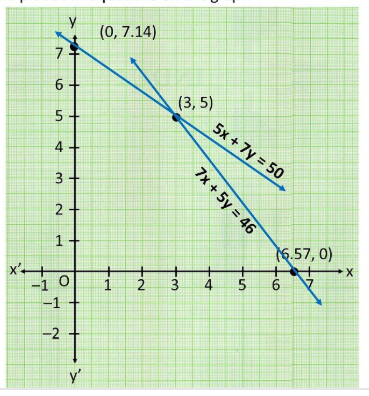 y
(0, 7.14)
7
6
(3, 5)
5
5x + 7y = 50
4
3
7x + 5y = 46
2
1
(6.57, 0)
x′
O
x
−1
1
2
3
4
5
6
7
−1
−2
y′